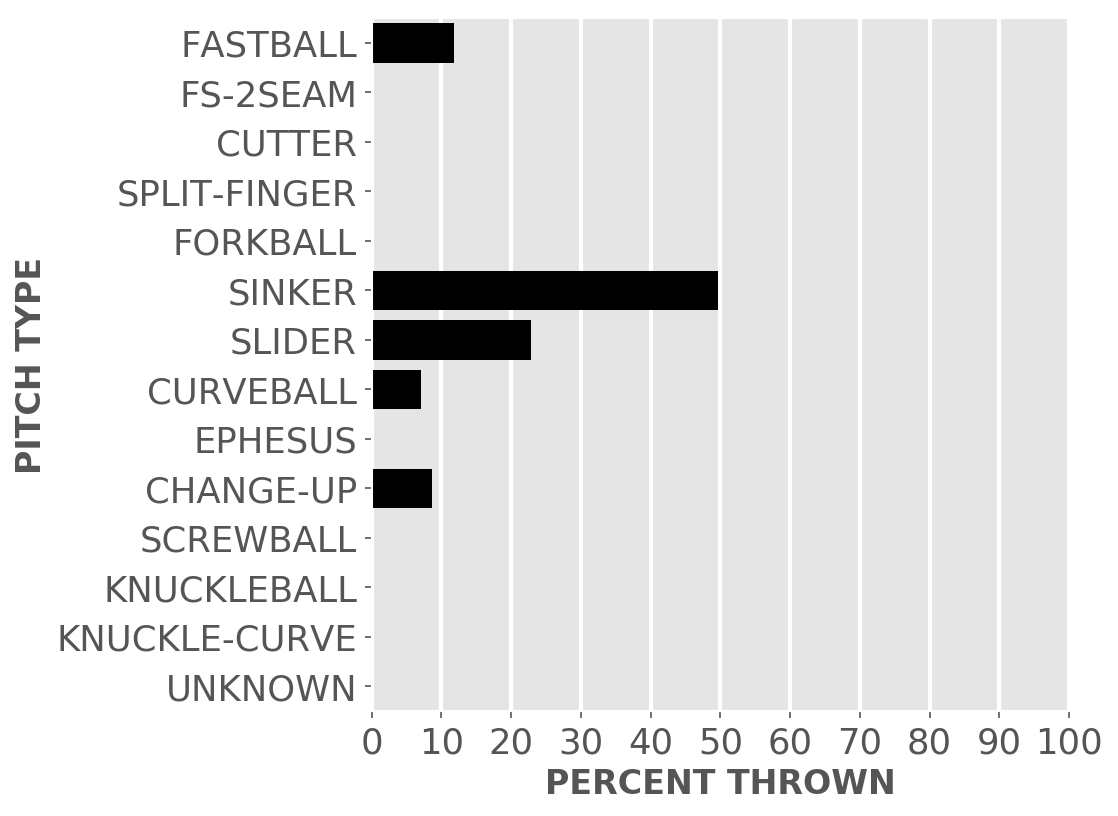 FASTBALL
FS-2SEAM
CUTTER
SPLIT-FINGER
FORKBALL
SINKER
SLIDER
CURVEBALL
EPHESUS
CHANGE-UP
SCREWBALL
KNUCKLEBALL
KNUCKLE-CURVE
UNKNOWN
PITCH TYPE
0 10 20 30 40 50 60 70 80 90 100
PERCENT THROWN